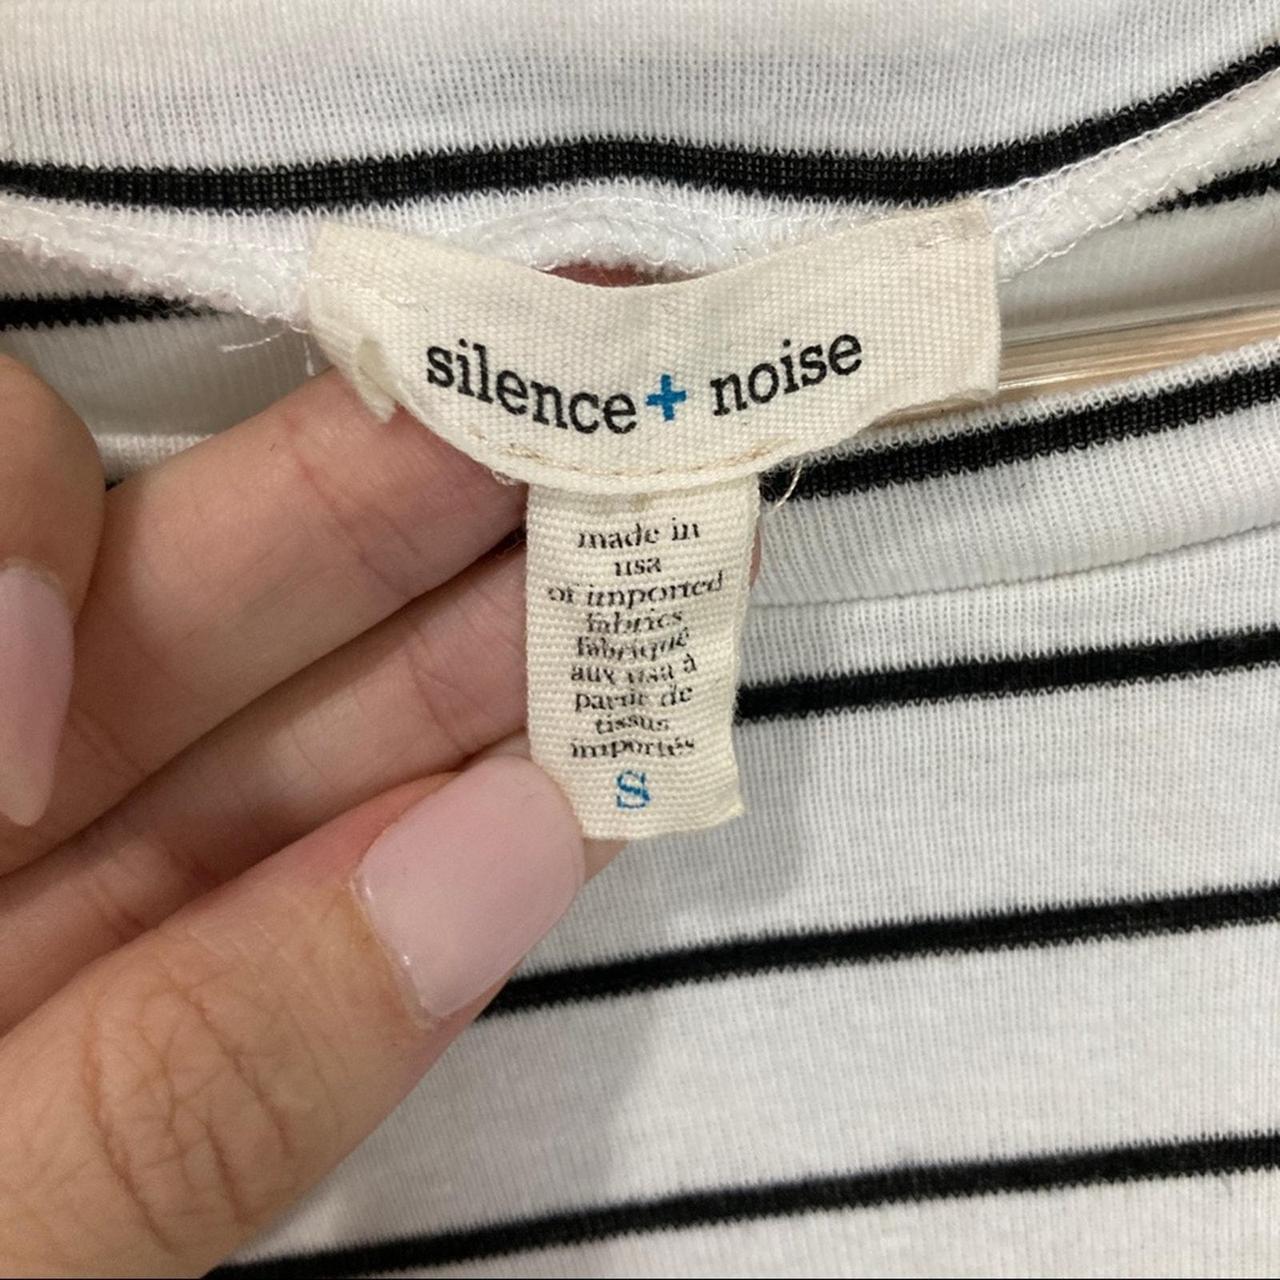 silence + noise
made in
usa
of imported
fabrics
fabriqué
aux usa à
partir de
tissus
importés
S